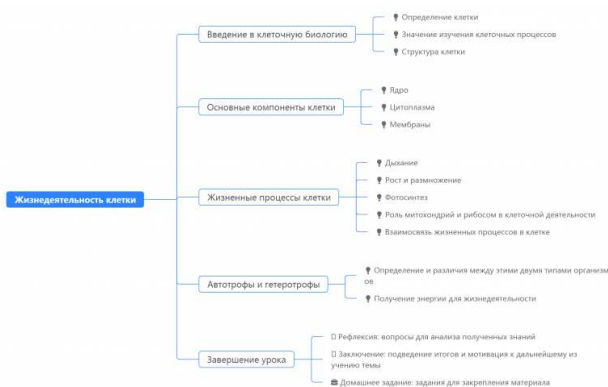 Жизнедеятельность клетки
Введение в клеточную биологию
Определение клетки
Значение изучения клеточных процессов
Структура клетки
Основные компоненты клетки
Ядро
Цитоплазма
Мембраны
Жизненные процессы клетки
Дыхание
Рост и размножение
Фотосинтез
Роль митохондрий и рибосом в клеточной деятельности
Взаимосвязь жизненных процессов в клетке
Автотрофы и гетеротрофы
Определение и различия между этими двумя типами организм
ов
Получение энергии для жизнедеятельности
Завершение урока
Рефлексия: вопросы для анализа полученных знаний
Заключение: подведение итогов и мотивация к дальнейшему из
учению темы
Домашнее задание: задания для закрепления материала